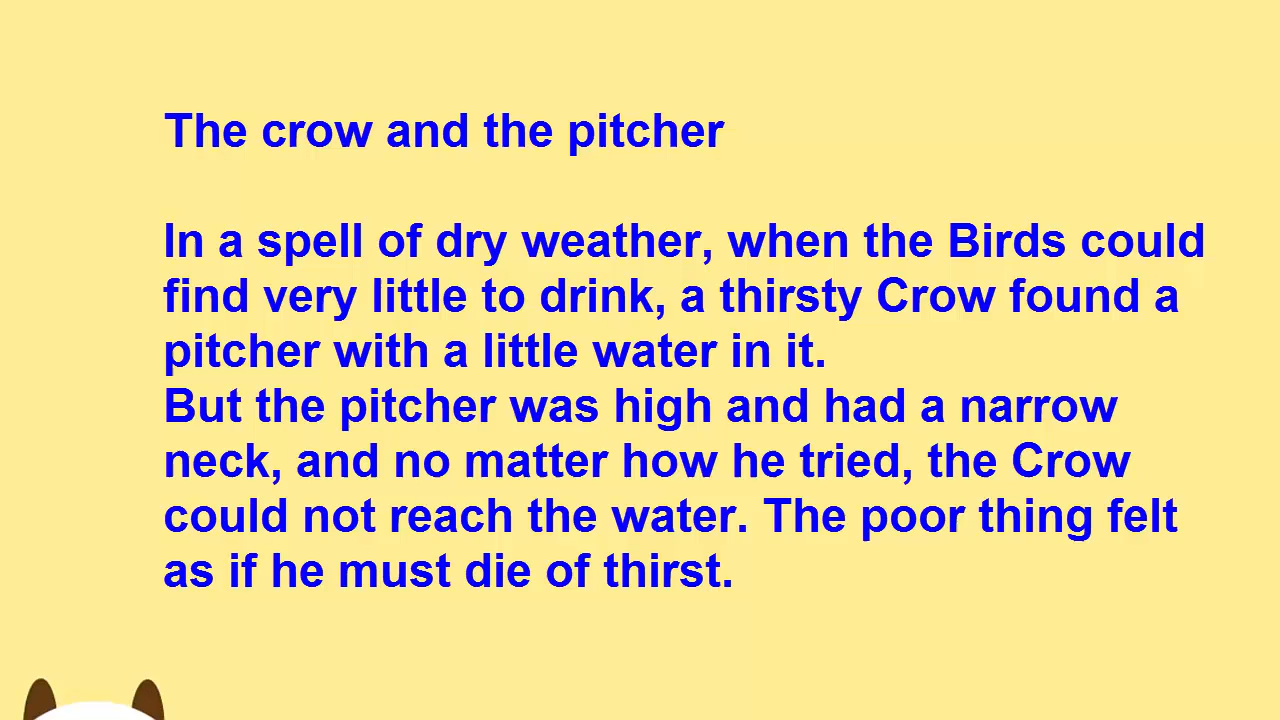 The crow and the pitcher
In a spell of dry weather, when the Birds could
find very little to drink, a thirsty Crow found a
pitcher with a little water in it.
But the pitcher was high and had a narrow
neck, and no matter how he tried, the Crow
could not reach the water. The poor thing felt
as if he must die of thirst.